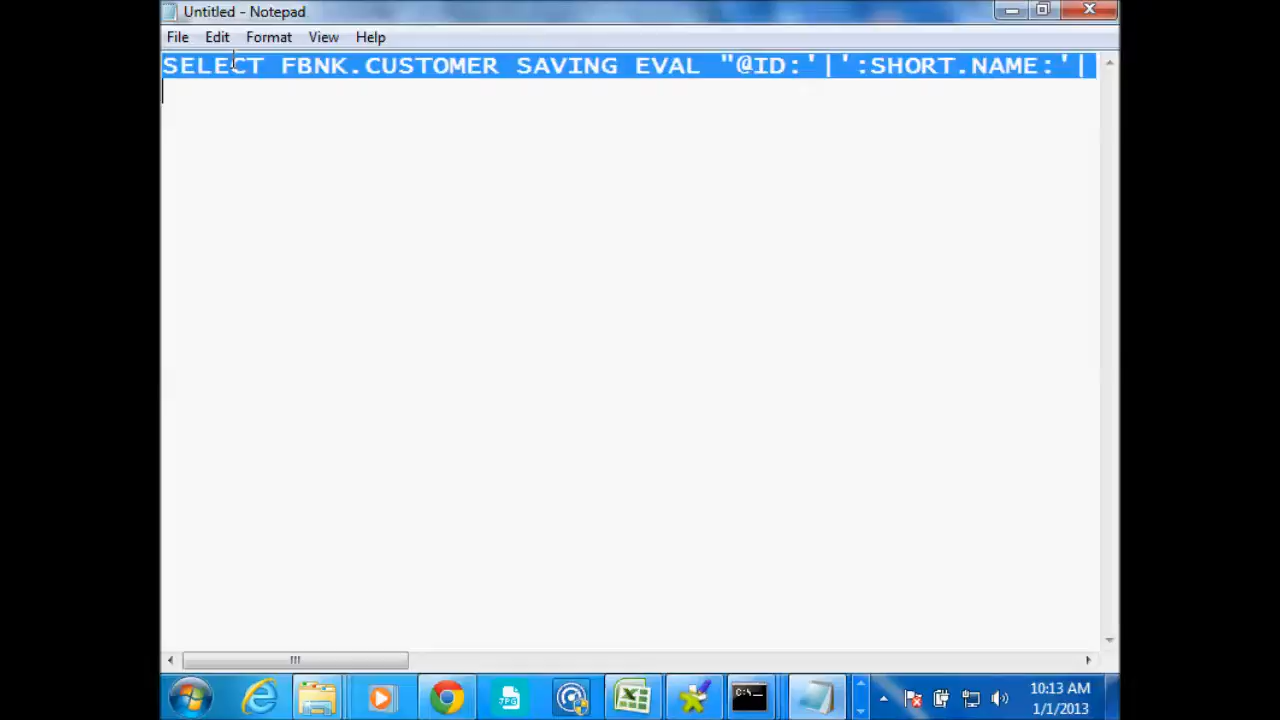 Untitled - Notepad
File Edit Format View Help
SELECT FBNK.CUSTOMER SAVING EVAL "@ID:'|':SHORT.NAME:'|
JPG
C:\
10:13 AM
1/1/2013